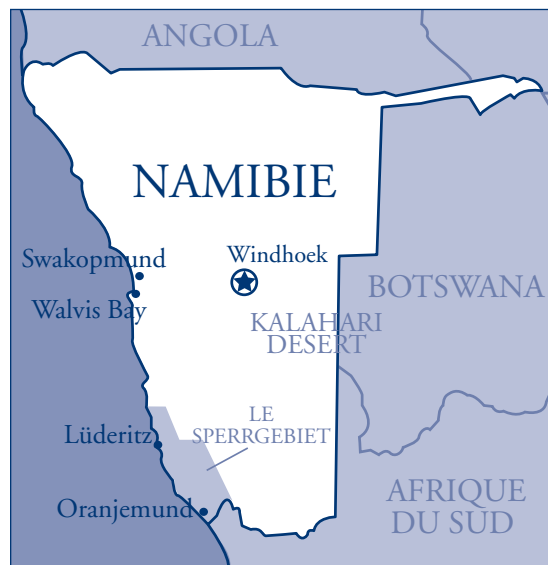 ANGOLA
NAMIBIE
Swakopmund
Windhoek
Walvis Bay
BOTSWANA
KALAHARI
DESERT
LE
SPERRGEBIET
Lüderitz
Oranjemund
AFRIQUE
DU SUD